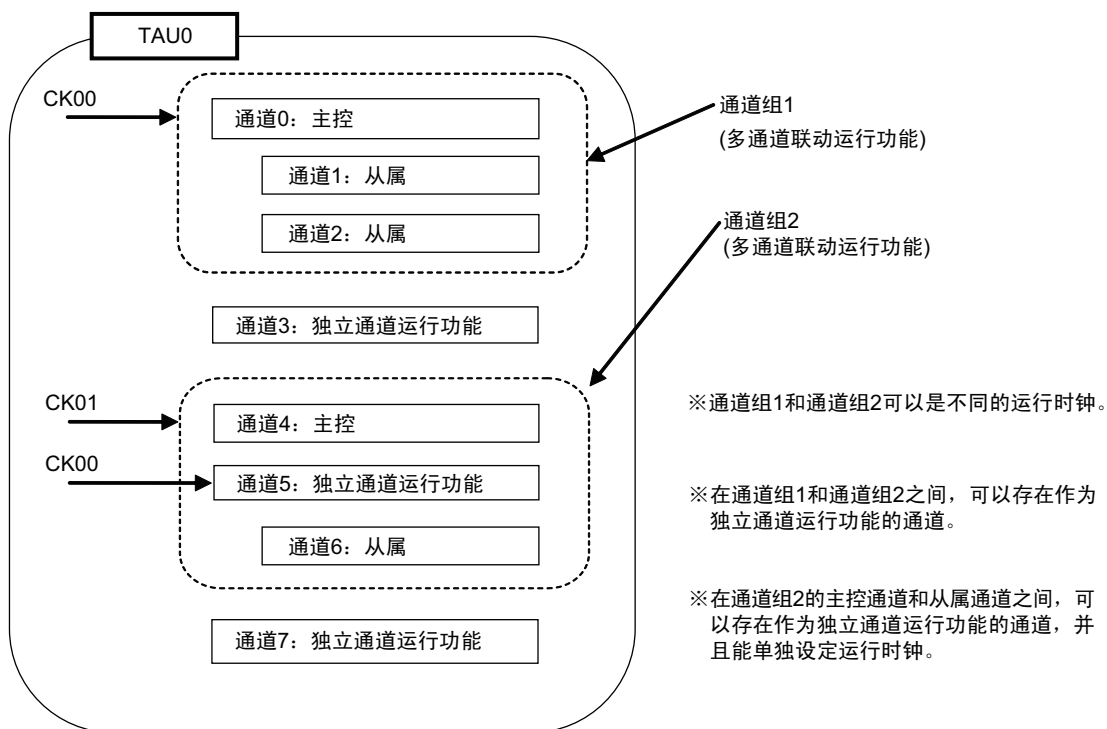 TAU0
CK00
通道0：主控
通道1：从属
通道2：从属
通道组1
(多通道联动运行功能)
通道组2
(多通道联动运行功能)
通道3：独立通道运行功能
CK01
通道4：主控
CK00
通道5：独立通道运行功能
通道6：从属
通道7：独立通道运行功能
※通道组1和通道组2可以是不同的运行时钟。
※在通道组1和通道组2之间，可以存在作为
独立通道运行功能的通道。
※在通道组2的主控通道和从属通道之间，可
以存在作为独立通道运行功能的通道，并
且能单独设定运行时钟。